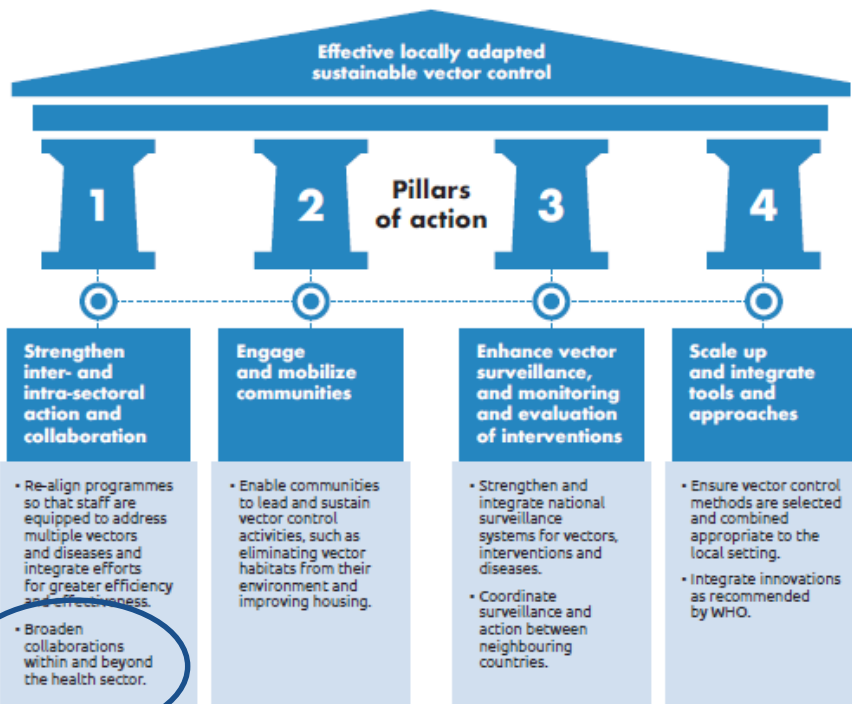 Effective locally adapted
sustainable vector control
1
2
Pillars
of action
3
4
Strengthen
inter- and
intra-sectoral
action and
collaboration
• Re-align programmes
so that staff are
equipped to address
multiple vectors
and diseases and
integrate efforts
for greater efficiency
and effectiveness.
• Broaden
collaborations
within and beyond
the health sector.
Engage
and mobilize
communities
• Enable communities
to lead and sustain
vector control
activities, such as
eliminating vector
habitats from their
environment and
improving housing.
Enhance vector
surveillance,
and monitoring
and evaluation
of interventions
• Strengthen and
integrate national
surveillance
systems for vectors,
interventions and
diseases.
• Coordinate
surveillance and
action between
neighbouring
countries.
Scale up
and integrate
tools and
approaches
• Ensure vector control
methods are selected
and combined
appropriate to the
local setting.
• Integrate innovations
as recommended
by WHO.